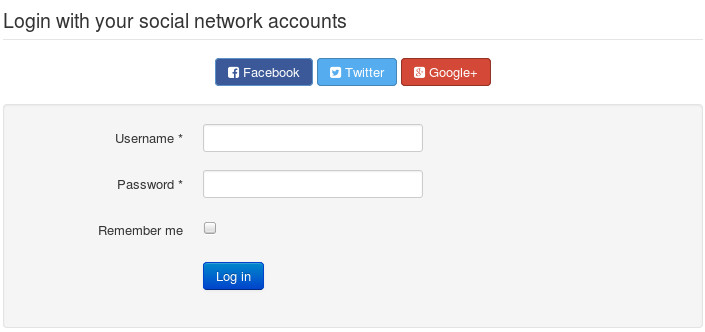 Login with your social network accounts
Facebook Twitter Google+
Username *
Password *
Remember me
Log in